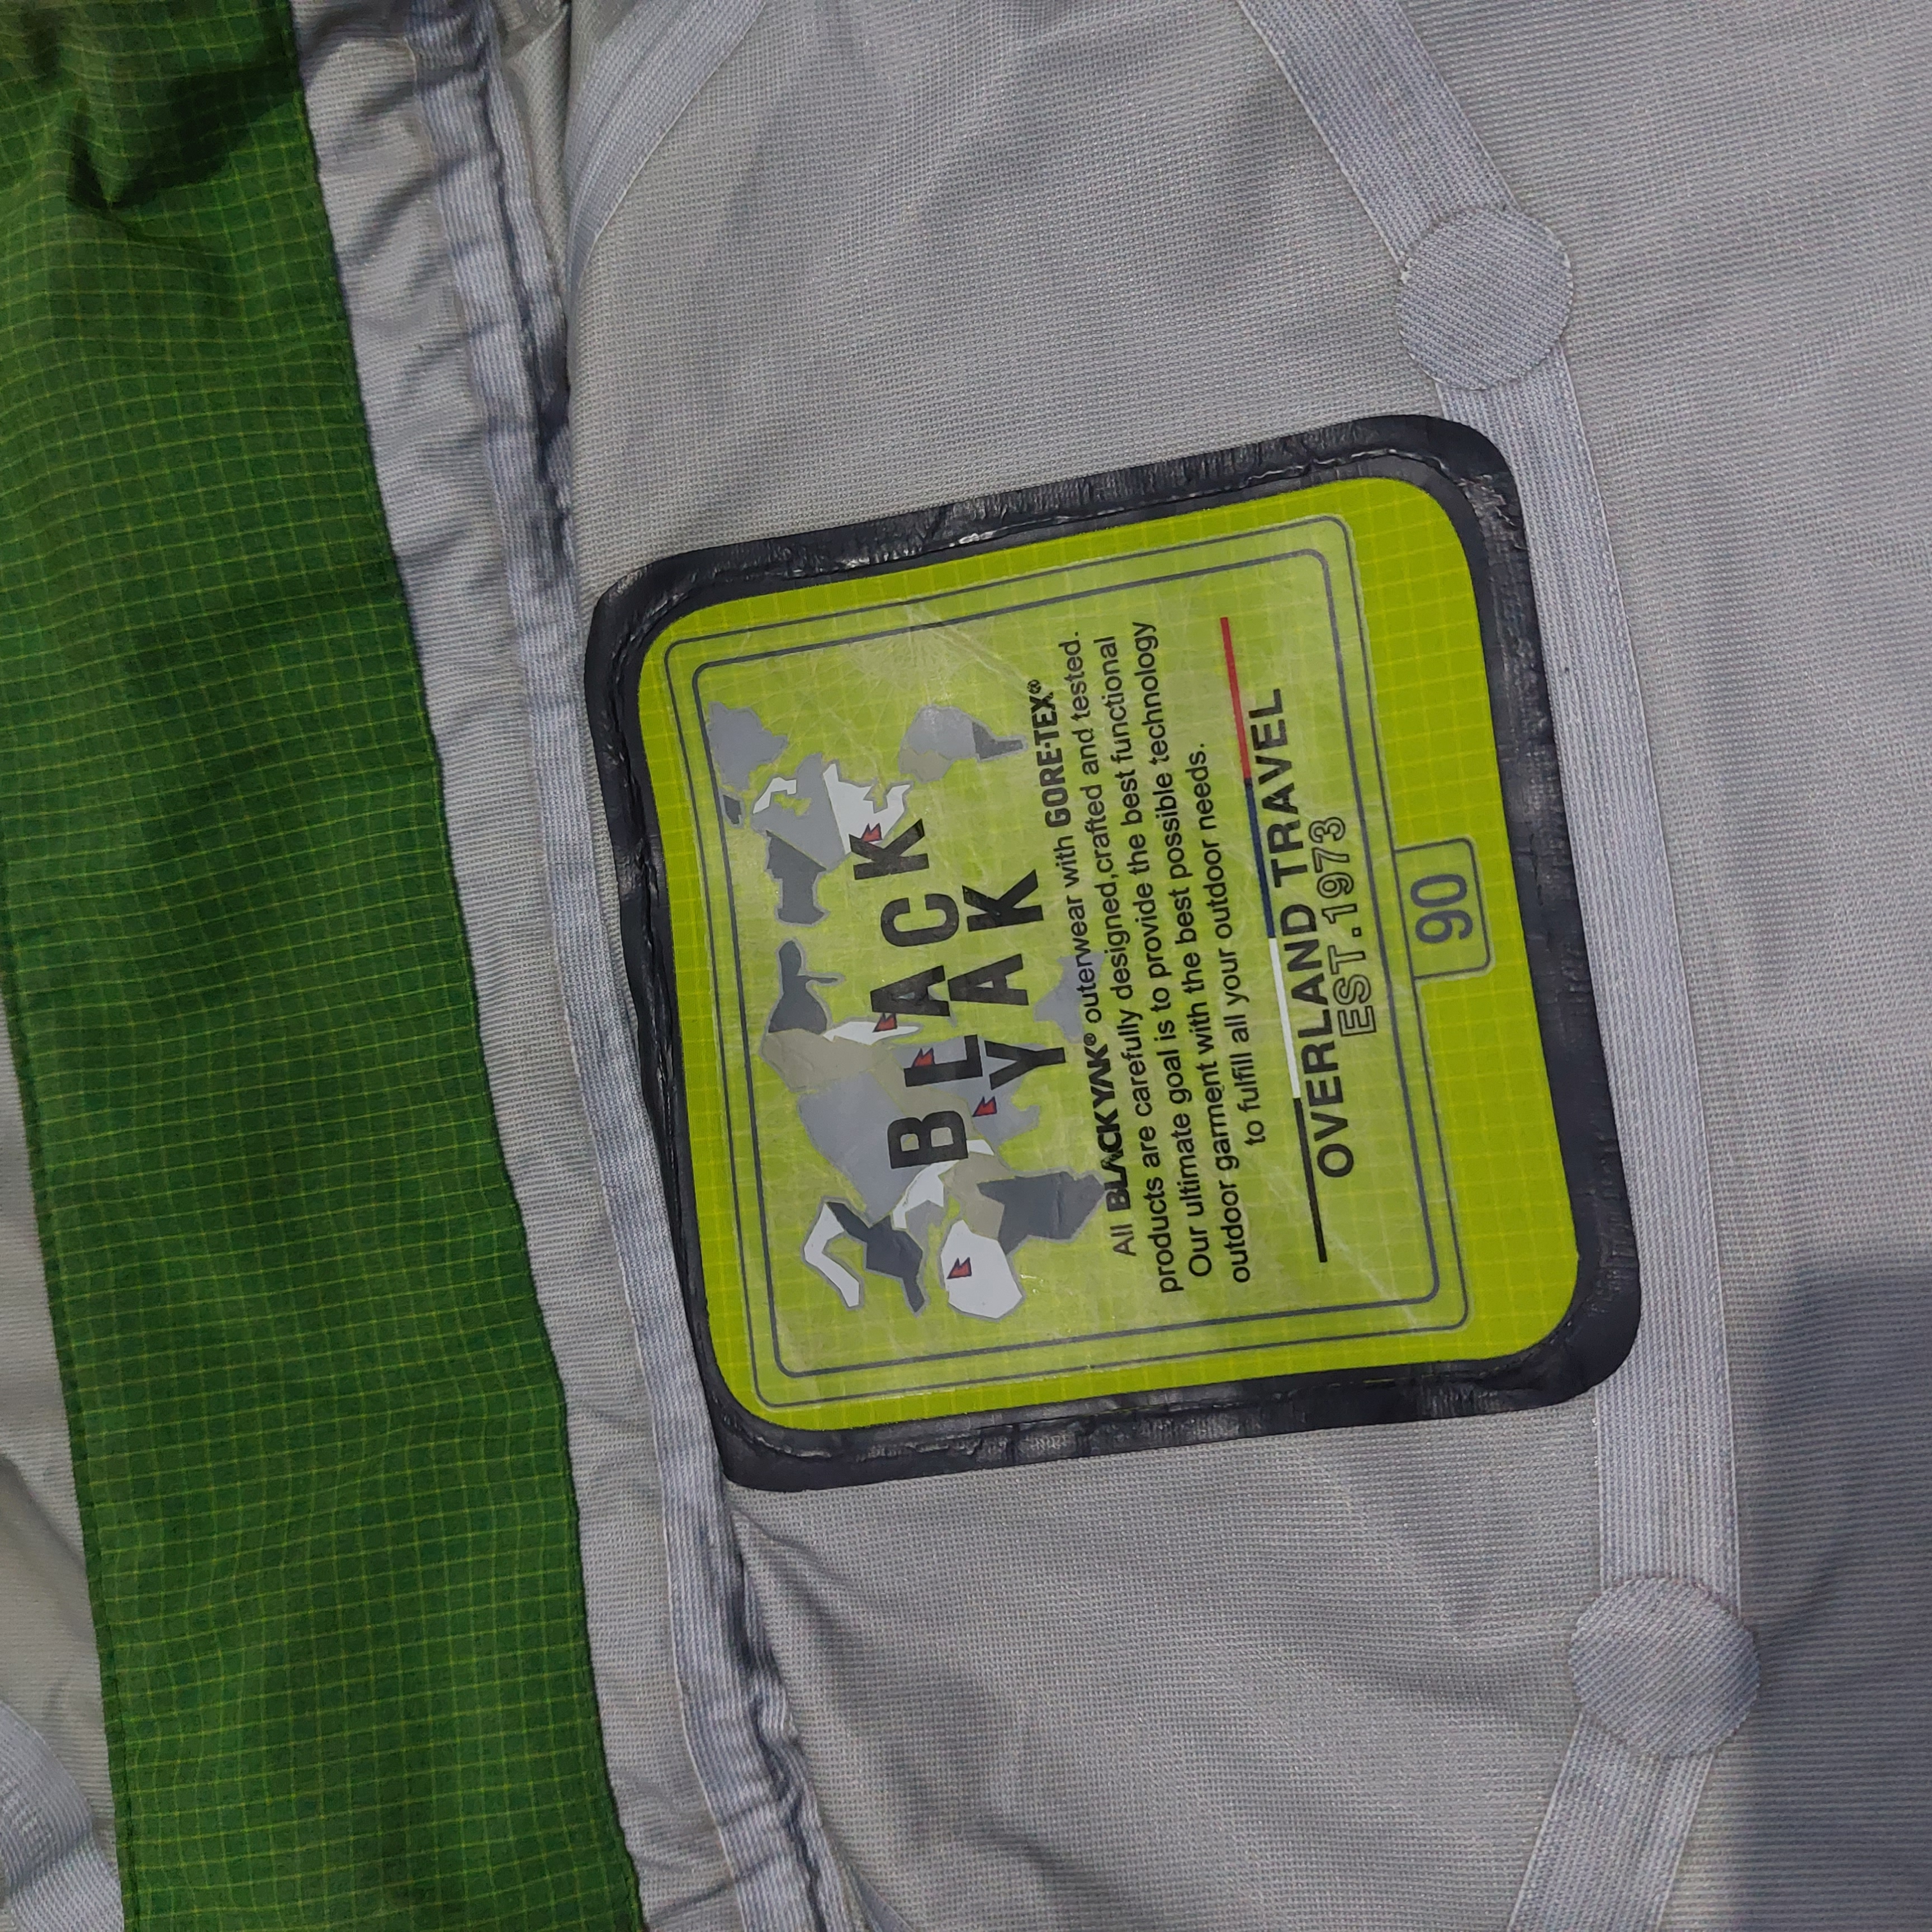 BLACK
YAK
All BLACKYAK® outerwear with GORE-TEX®
products are carefully designed,crafted and tested.
Our ultimate goal is to provide the best functional
outdoor garment with the best possible technology
to fulfill all your outdoor needs.
OVERLAND TRAVEL
EST.1973
90